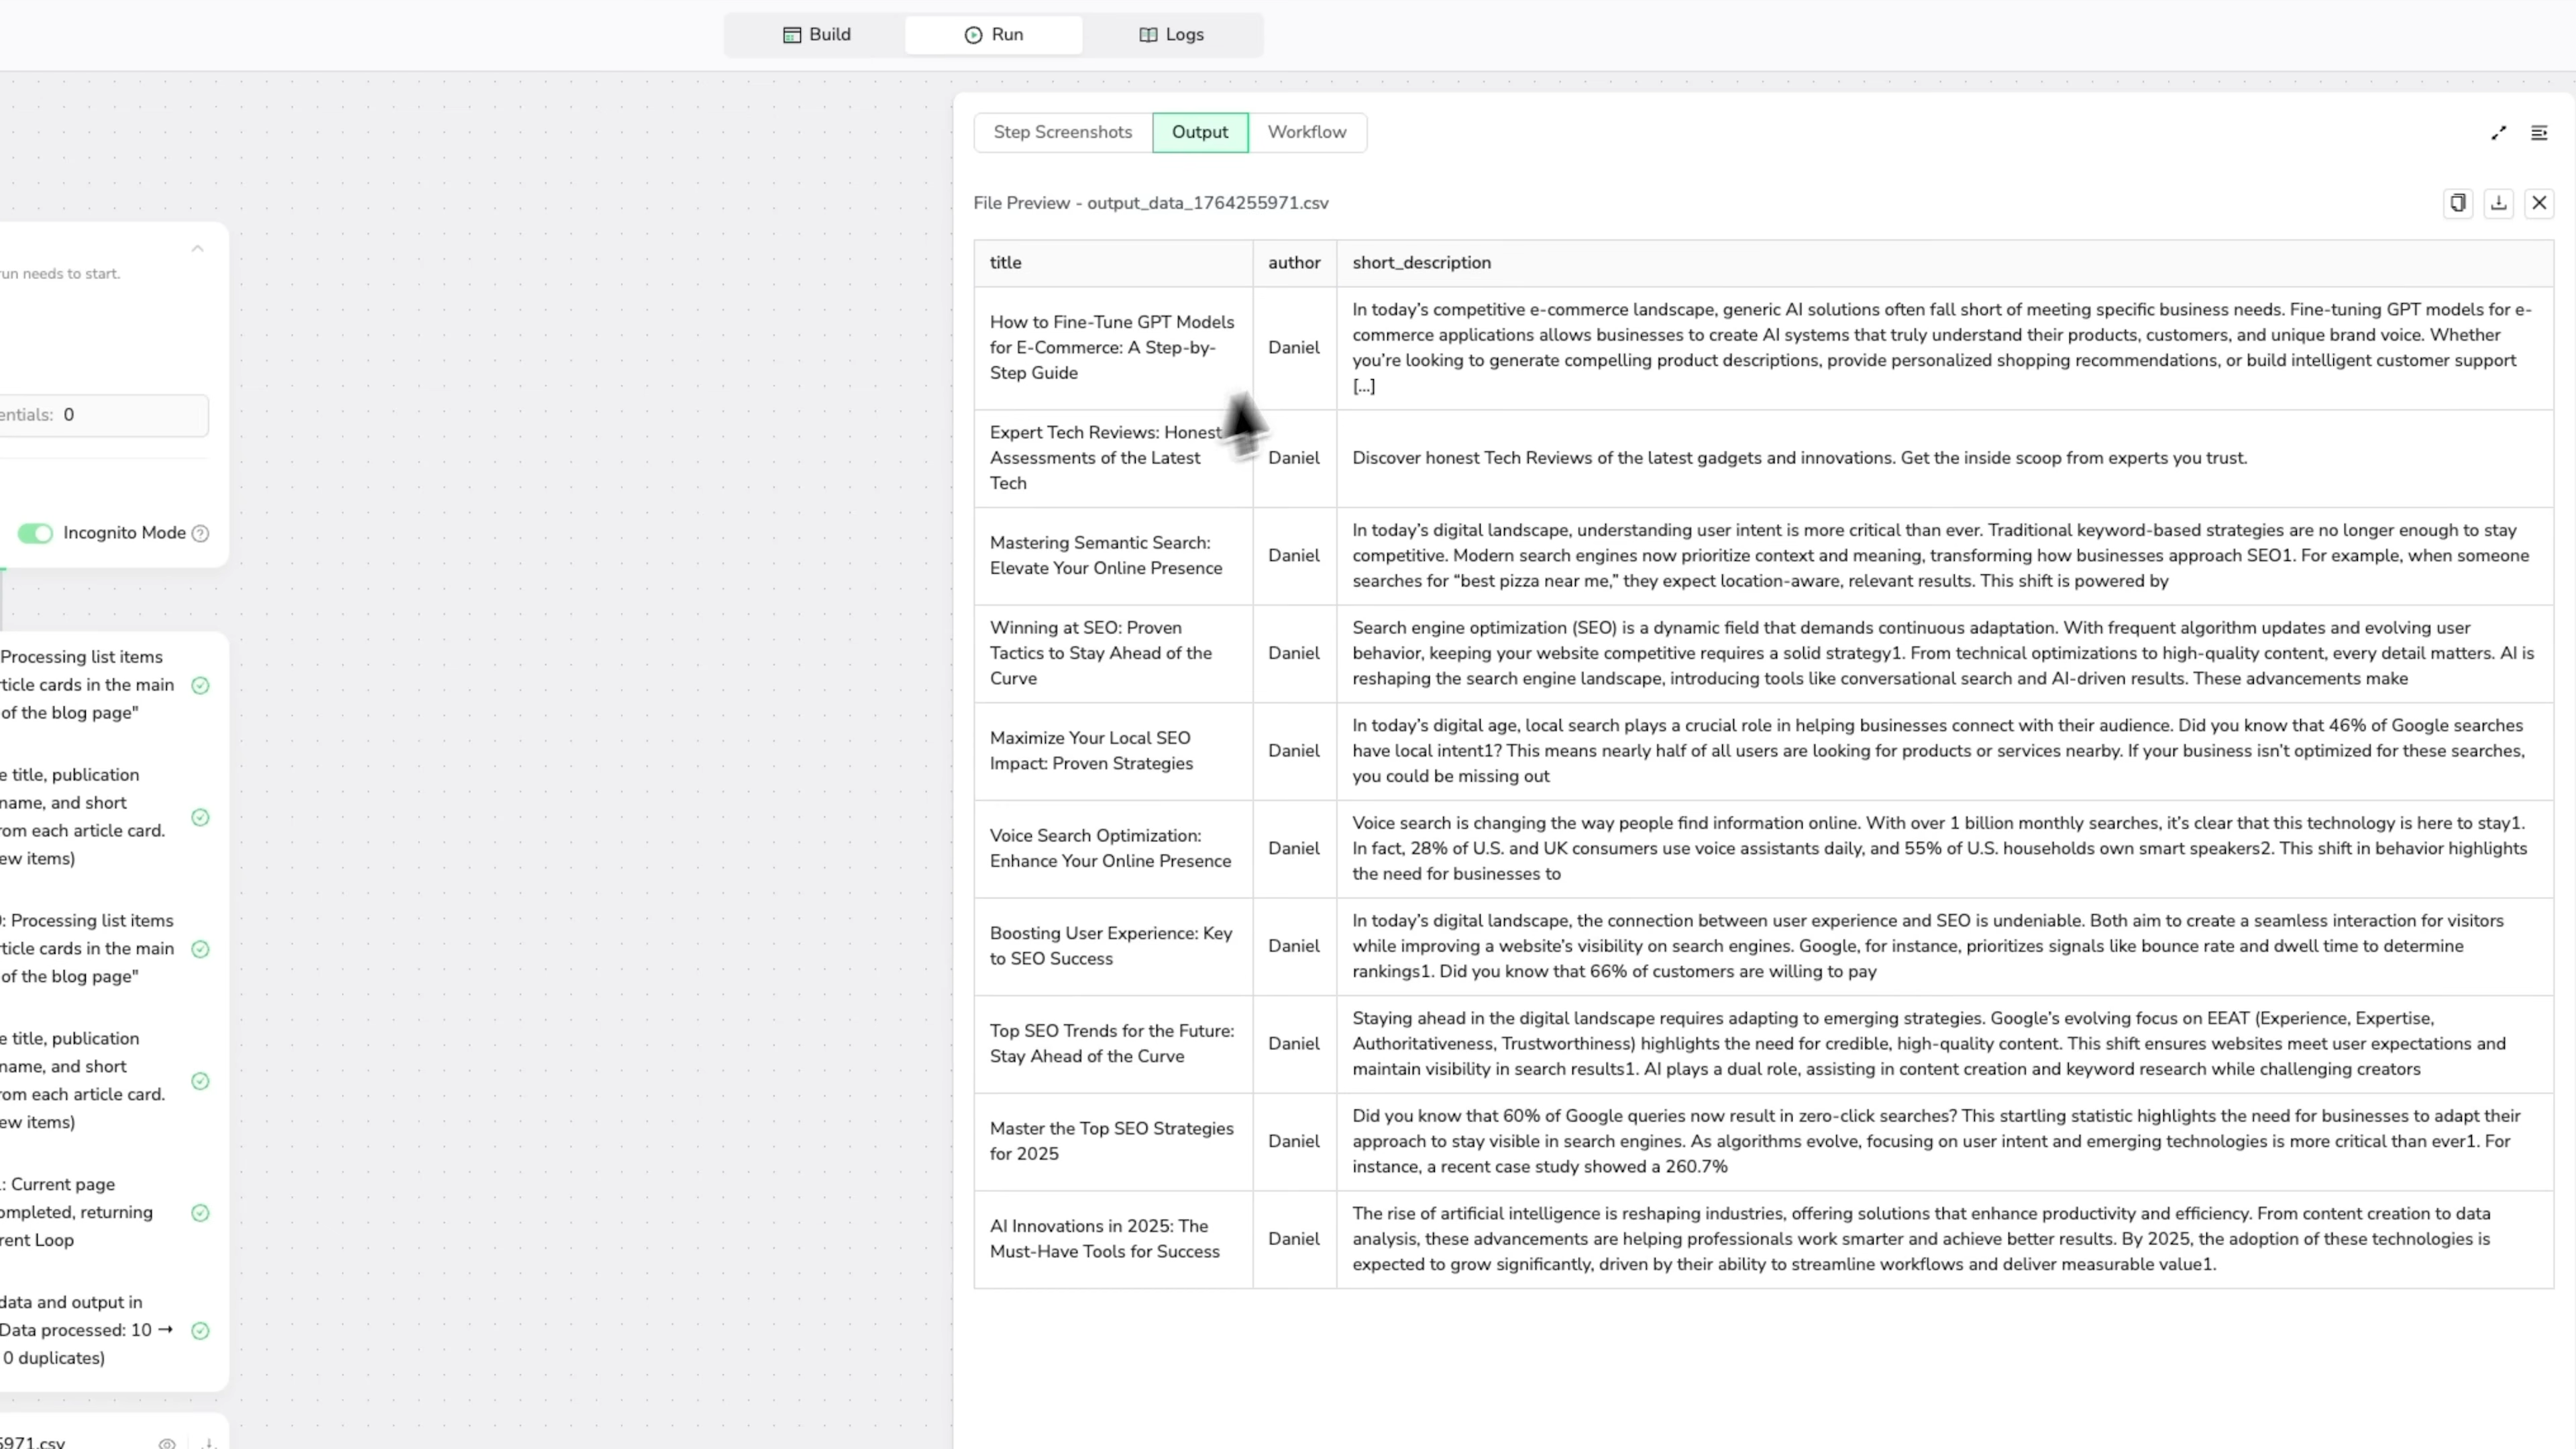 Build
Run
Logs
Step Screenshots
Output
Workflow
File Preview - output_data_1764255971.csv
run needs to start.
entials: 0
Incognito Mode
Processing list items
rticle cards in the main
of the blog page"
e title, publication
name, and short
rom each article card.
ew items)
: Processing list items
rticle cards in the main
of the blog page"
e title, publication
name, and short
rom each article card.
ew items)
: Current page
ompleted, returning
rent Loop
data and output in
Data processed: 10 →
0 duplicates)
5971.csv
title
author
short_description
How to Fine-Tune GPT Models
for E-Commerce: A Step-by-
Step Guide
Daniel
In today’s competitive e-commerce landscape, generic AI solutions often fall short of meeting specific business needs. Fine-tuning GPT models for e-
commerce applications allows businesses to create AI systems that truly understand their products, customers, and unique brand voice. Whether
you’re looking to generate compelling product descriptions, provide personalized shopping recommendations, or build intelligent customer support
[...]
Expert Tech Reviews: Honest
Assessments of the Latest
Tech
Daniel
Discover honest Tech Reviews of the latest gadgets and innovations. Get the inside scoop from experts you trust.
Mastering Semantic Search:
Elevate Your Online Presence
Daniel
In today’s digital landscape, understanding user intent is more critical than ever. Traditional keyword-based strategies are no longer enough to stay
competitive. Modern search engines now prioritize context and meaning, transforming how businesses approach SEO1. For example, when someone
searches for “best pizza near me,” they expect location-aware, relevant results. This shift is powered by
Winning at SEO: Proven
Tactics to Stay Ahead of the
Curve
Daniel
Search engine optimization (SEO) is a dynamic field that demands continuous adaptation. With frequent algorithm updates and evolving user
behavior, keeping your website competitive requires a solid strategy1. From technical optimizations to high-quality content, every detail matters. AI is
reshaping the search engine landscape, introducing tools like conversational search and AI-driven results. These advancements make
Maximize Your Local SEO
Impact: Proven Strategies
Daniel
In today’s digital age, local search plays a crucial role in helping businesses connect with their audience. Did you know that 46% of Google searches
have local intent1? This means nearly half of all users are looking for products or services nearby. If your business isn’t optimized for these searches,
you could be missing out
Voice Search Optimization:
Enhance Your Online Presence
Daniel
Voice search is changing the way people find information online. With over 1 billion monthly searches, it’s clear that this technology is here to stay1.
In fact, 28% of U.S. and UK consumers use voice assistants daily, and 55% of U.S. households own smart speakers2. This shift in behavior highlights
the need for businesses to
Boosting User Experience: Key
to SEO Success
Daniel
In today’s digital landscape, the connection between user experience and SEO is undeniable. Both aim to create a seamless interaction for visitors
while improving a website’s visibility on search engines. Google, for instance, prioritizes signals like bounce rate and dwell time to determine
rankings1. Did you know that 66% of customers are willing to pay
Top SEO Trends for the Future:
Stay Ahead of the Curve
Daniel
Staying ahead in the digital landscape requires adapting to emerging strategies. Google’s evolving focus on EEAT (Experience, Expertise,
Authoritativeness, Trustworthiness) highlights the need for credible, high-quality content. This shift ensures websites meet user expectations and
maintain visibility in search results1. AI plays a dual role, assisting in content creation and keyword research while challenging creators
Master the Top SEO Strategies
for 2025
Daniel
Did you know that 60% of Google queries now result in zero-click searches? This startling statistic highlights the need for businesses to adapt their
approach to stay visible in search engines. As algorithms evolve, focusing on user intent and emerging technologies is more critical than ever1. For
instance, a recent case study showed a 260.7%
AI Innovations in 2025: The
Must-Have Tools for Success
Daniel
The rise of artificial intelligence is reshaping industries, offering solutions that enhance productivity and efficiency. From content creation to data
analysis, these advancements are helping professionals work smarter and achieve better results. By 2025, the adoption of these technologies is
expected to grow significantly, driven by their ability to streamline workflows and deliver measurable value1.